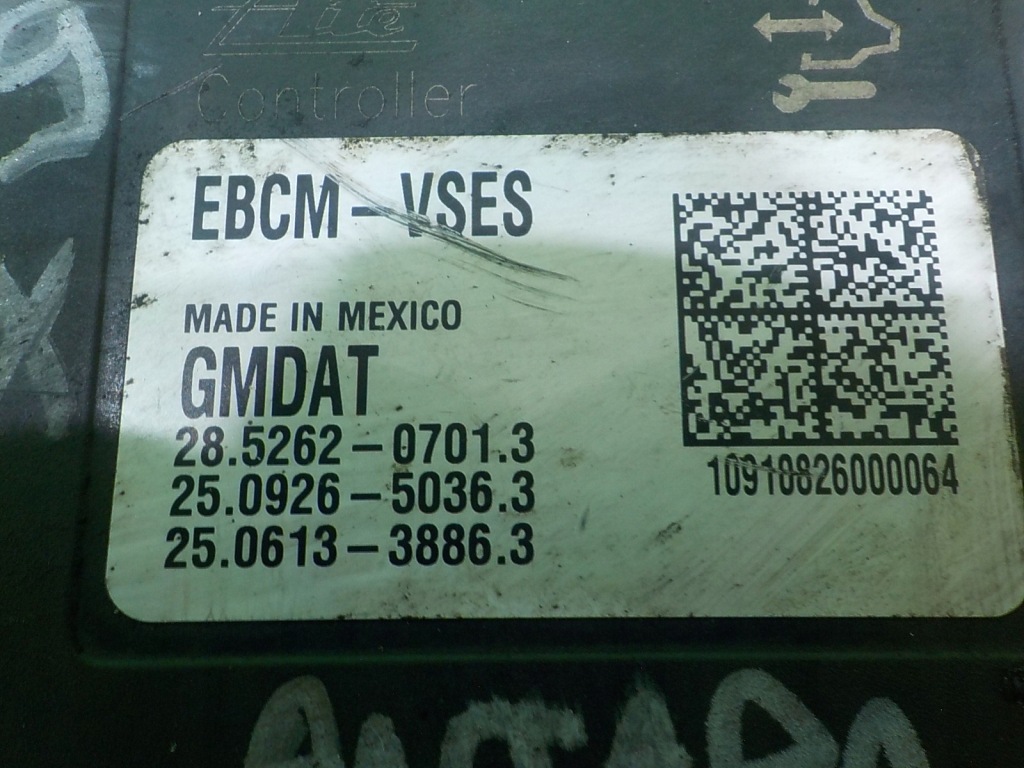 Controller
EBCM – VSES
MADE IN MEXICO
GMDAT
28.5262–0701.3
25.0926–5036.3
25.0613–3886.3
10910826000064